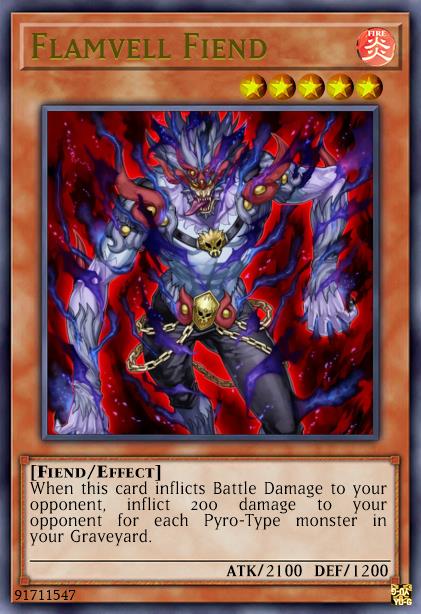 Flamvell Fiend
FIRE
炎
[Fiend/Effect]
When this card inflicts Battle Damage to your
opponent, inflict 200 damage to your
opponent for each Pyro-Type monster in
your Graveyard.
ATK/2100 DEF/1200
91711547